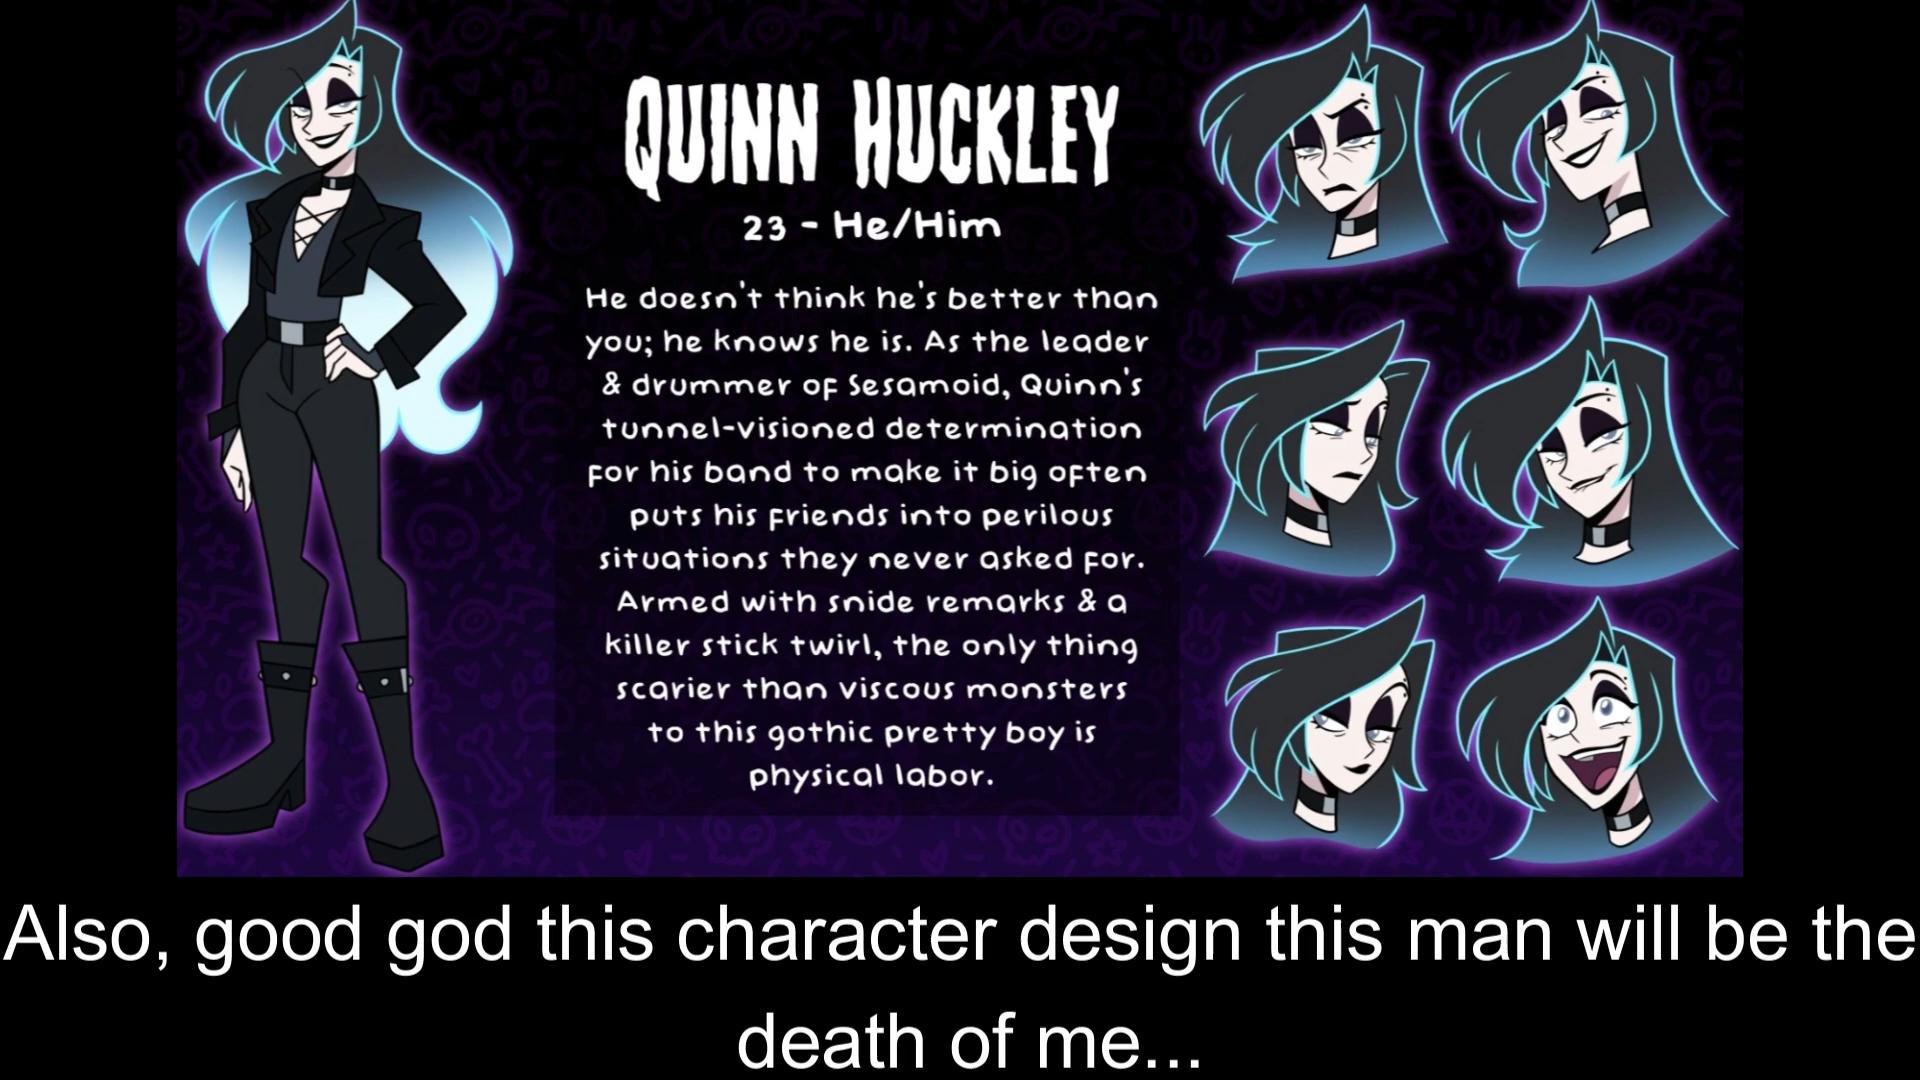 QUINN HUCKLEY
23 - He/Him
He doesn't think he's better than
you; he knows he is. As the leader
& drummer of Sesamoid, Quinn's
tunnel-visioned determination
for his band to make it big often
puts his friends into perilous
situations they never asked for.
Armed with snide remarks & a
killer stick twirl, the only thing
scarier than viscous monsters
to this gothic pretty boy is
physical labor.
Also, good god this character design this man will be the
death of me...